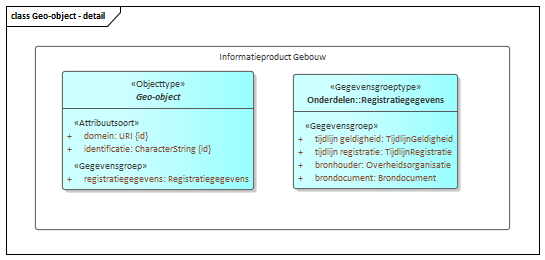 class Geo-object - detail
Informatieproduct Gebouw
«Objecttype»
Geo-object
«Attribuutsoort»
+ domein: URI {id}
+ identificatie: CharacterString {id}
«Gegevensgroep»
+ registratiegegevens: Registratiegegevens
«Gegevensgroeptype»
Onderdelen::Registratiegegevens
«Gegevensgroep»
+ tijdlijn geldigheid: TijdlijnGeldigheid
+ tijdlijn registratie: TijdlijnRegistratie
+ bronhouder: Overheidsorganisatie
+ brondocument: Brondocument